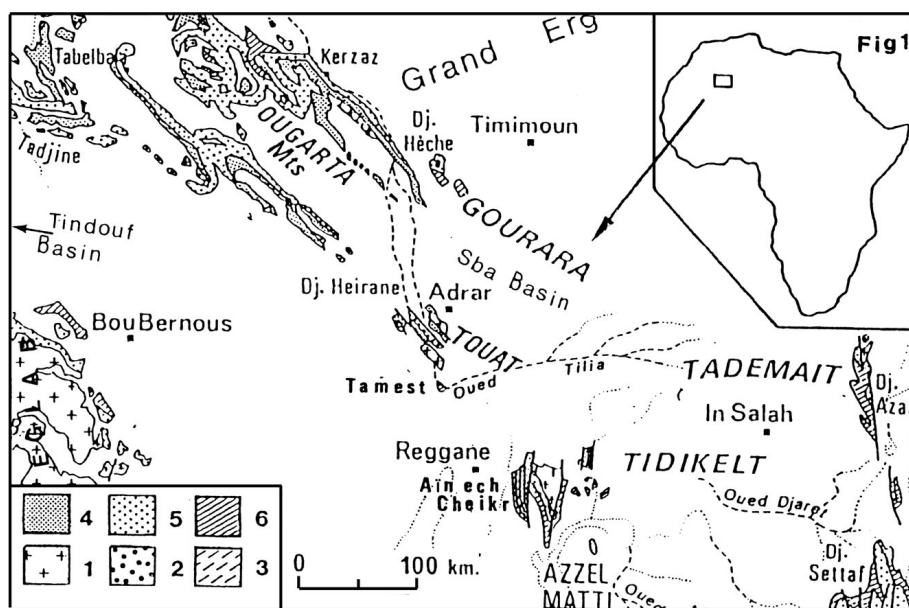 Fig1
Grand Erg
Tabelbala
Kerzaz
OUGARTA
Mts
Dj.
Hèche
Timimoun
Tadjine
GOURARA
Tindouf
Basin
Sba Basin
Dj. Heirane
Adrar
BouBernous
TOUAT
Tamest
Oued
Tilia
TADEMAIT
Dj.
Aza
In Salah
Reggane
TIDIKELT
Aïn ech
Cheikr
Oued Djaret
4 5 6
1 2 3
0 100 km.
AZZEL
MATTI
Oued
Dj.
Settaf